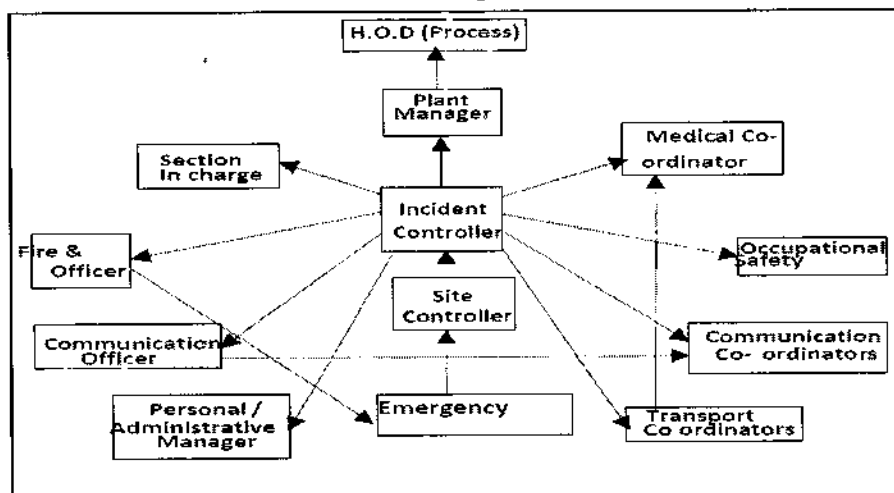 H.O.D (Process)
Plant
Manager
Section
In charge
Medical Co-
ordinator
Incident
Controller
Fire &
Officer
Occupational
Safety
Site
Controller
Communication
Officer
Communication
Co- ordinators
Personal /
Administrative
Manager
Emergency
Transport
Co ordinators